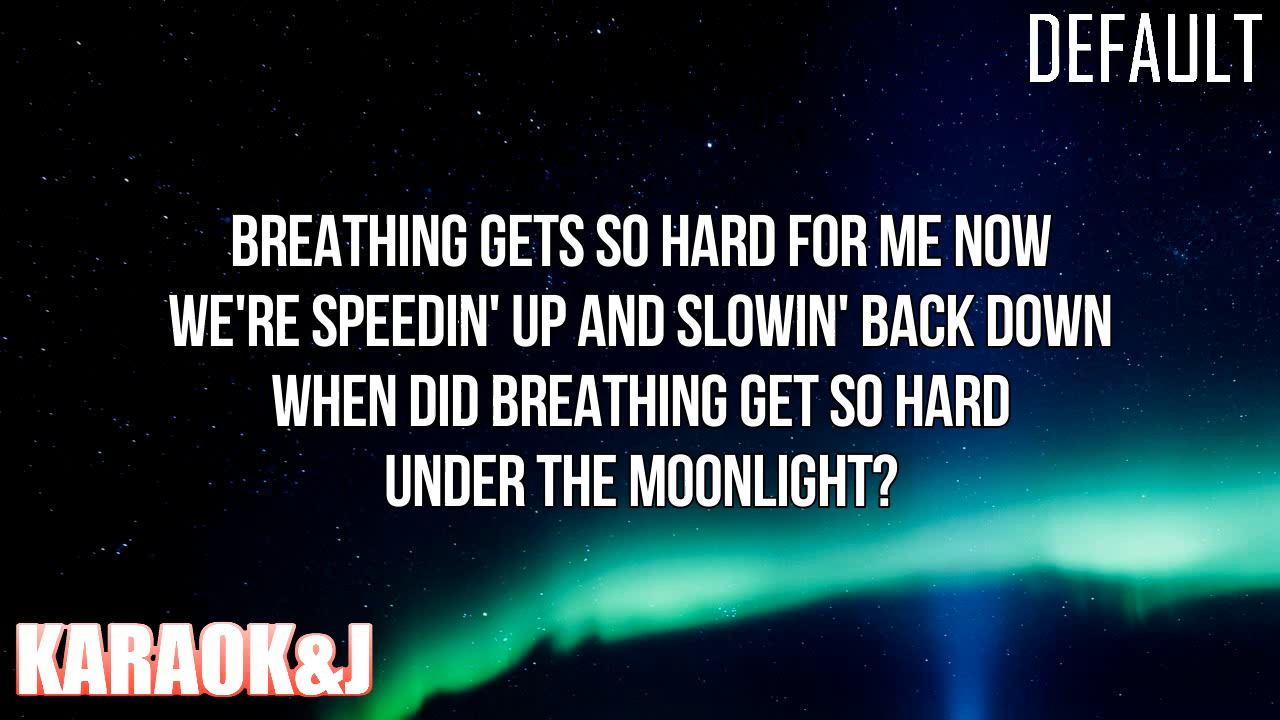 DEFAULT
BREATHING GETS SO HARD FOR ME NOW
WE'RE SPEEDIN' UP AND SLOWIN' BACK DOWN
WHEN DID BREATHING GET SO HARD
UNDER THE MOONLIGHT?
KARAOK&J